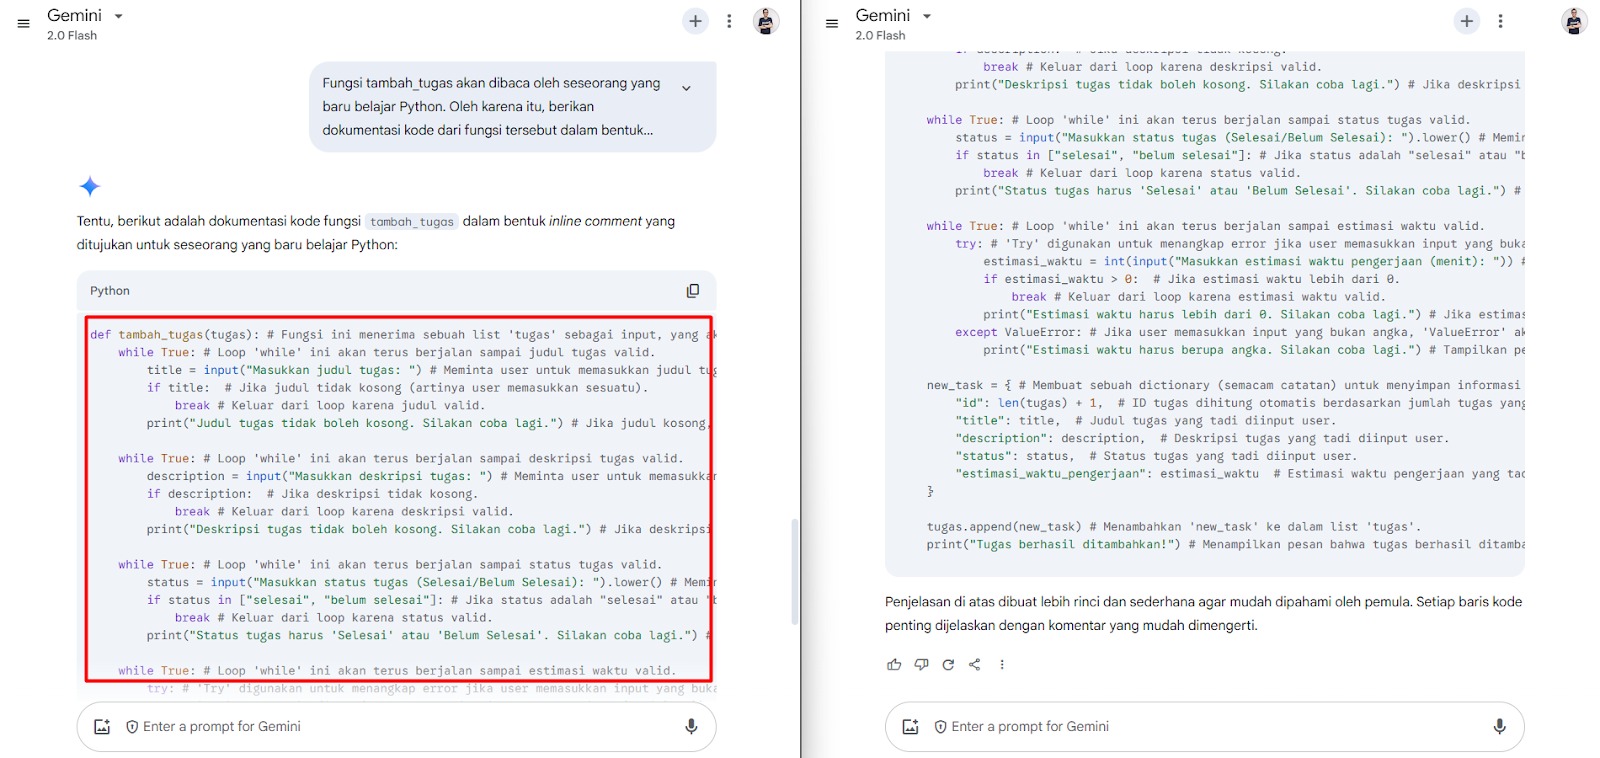 Gemini
2.0 Flash
Fungsi tambah_tugas akan dibaca oleh seseorang yang
baru belajar Python. Oleh karena itu, berikan
dokumentasi kode dari fungsi tersebut dalam bentuk...
Tentu, berikut adalah dokumentasi kode fungsi tambah_tugas dalam bentuk inline comment yang
ditujukan untuk seseorang yang baru belajar Python:
Python
def tambah_tugas(tugas): # Fungsi ini menerima sebuah list 'tugas' sebagai input, yang
while True: # Loop 'while' ini akan terus berjalan sampai judul tugas valid.
title = input("Masukkan judul tugas: ") # Meminta user untuk memasukkan judul
if title:  # Jika judul tidak kosong (artinya user memasukkan sesuatu).
break # Keluar dari loop karena judul valid.
print("Judul tugas tidak boleh kosong. Silakan coba lagi.") # Jika judul kosong,
while True: # Loop 'while' ini akan terus berjalan sampai deskripsi tugas valid.
description = input("Masukkan deskripsi tugas: ") # Meminta user untuk
if description:  # Jika deskripsi tidak kosong.
break # Keluar dari loop karena deskripsi valid.
print("Deskripsi tugas tidak boleh kosong. Silakan coba lagi.") # Jika deskripsi
while True: # Loop 'while' ini akan terus berjalan sampai status tugas valid.
status = input("Masukkan status tugas (Selesai/Belum Selesai): ").lower() #
if status in ["selesai", "belum selesai"]: # Jika status adalah "selesai" atau
break # Keluar dari loop karena status valid.
print("Status tugas harus 'Selesai' atau 'Belum Selesai'. Silakan coba lagi.") #
while True: # Loop 'while' ini akan terus berjalan sampai estimasi waktu valid.
try: # 'Try' digunakan untuk menangkap error jika user memasukkan input yang
Enter a prompt for Gemini
Gemini
2.0 Flash
break # Keluar dari loop karena deskripsi valid.
print("Deskripsi tugas tidak boleh kosong. Silakan coba lagi.") # Jika deskripsi
while True: # Loop 'while' ini akan terus berjalan sampai status tugas valid.
status = input("Masukkan status tugas (Selesai/Belum Selesai): ").lower() #
if status in ["selesai", "belum selesai"]: # Jika status adalah "selesai" atau
break # Keluar dari loop karena status valid.
print("Status tugas harus 'Selesai' atau 'Belum Selesai'. Silakan coba lagi.") #
while True: # Loop 'while' ini akan terus berjalan sampai estimasi waktu valid.
try: # 'Try' digunakan untuk menangkap error jika user memasukkan input yang
estimasi_waktu = int(input("Masukkan estimasi waktu pengerjaan (menit): ")) #
if estimasi_waktu > 0:  # Jika estimasi waktu lebih dari 0.
break # Keluar dari loop karena estimasi waktu valid.
print("Estimasi waktu harus lebih dari 0. Silakan coba lagi.") # Jika
except ValueError: # Jika user memasukkan input yang bukan angka, 'ValueError'
print("Estimasi waktu harus berupa angka. Silakan coba lagi.") # Tampilkan
new_task = { # Membuat sebuah dictionary (semacam catatan) untuk menyimpan informasi
"id": len(tugas) + 1,  # ID tugas dihitung otomatis berdasarkan jumlah tugas
"title": title,  # Judul tugas yang tadi diinput user.
"description": description,  # Deskripsi tugas yang tadi diinput user.
"status": status,  # Status tugas yang tadi diinput user.
"estimasi_waktu_pengerjaan": estimasi_waktu  # Estimasi waktu pengerjaan yang
}
tugas.append(new_task) # Menambahkan 'new_task' ke dalam list 'tugas'.
print("Tugas berhasil ditambahkan!") # Menampilkan pesan bahwa tugas berhasil
Penjelasan di atas dibuat lebih rinci dan sederhana agar mudah dipahami oleh pemula. Setiap baris kode
penting dijelaskan dengan komentar yang mudah dimengerti.
Enter a prompt for Gemini